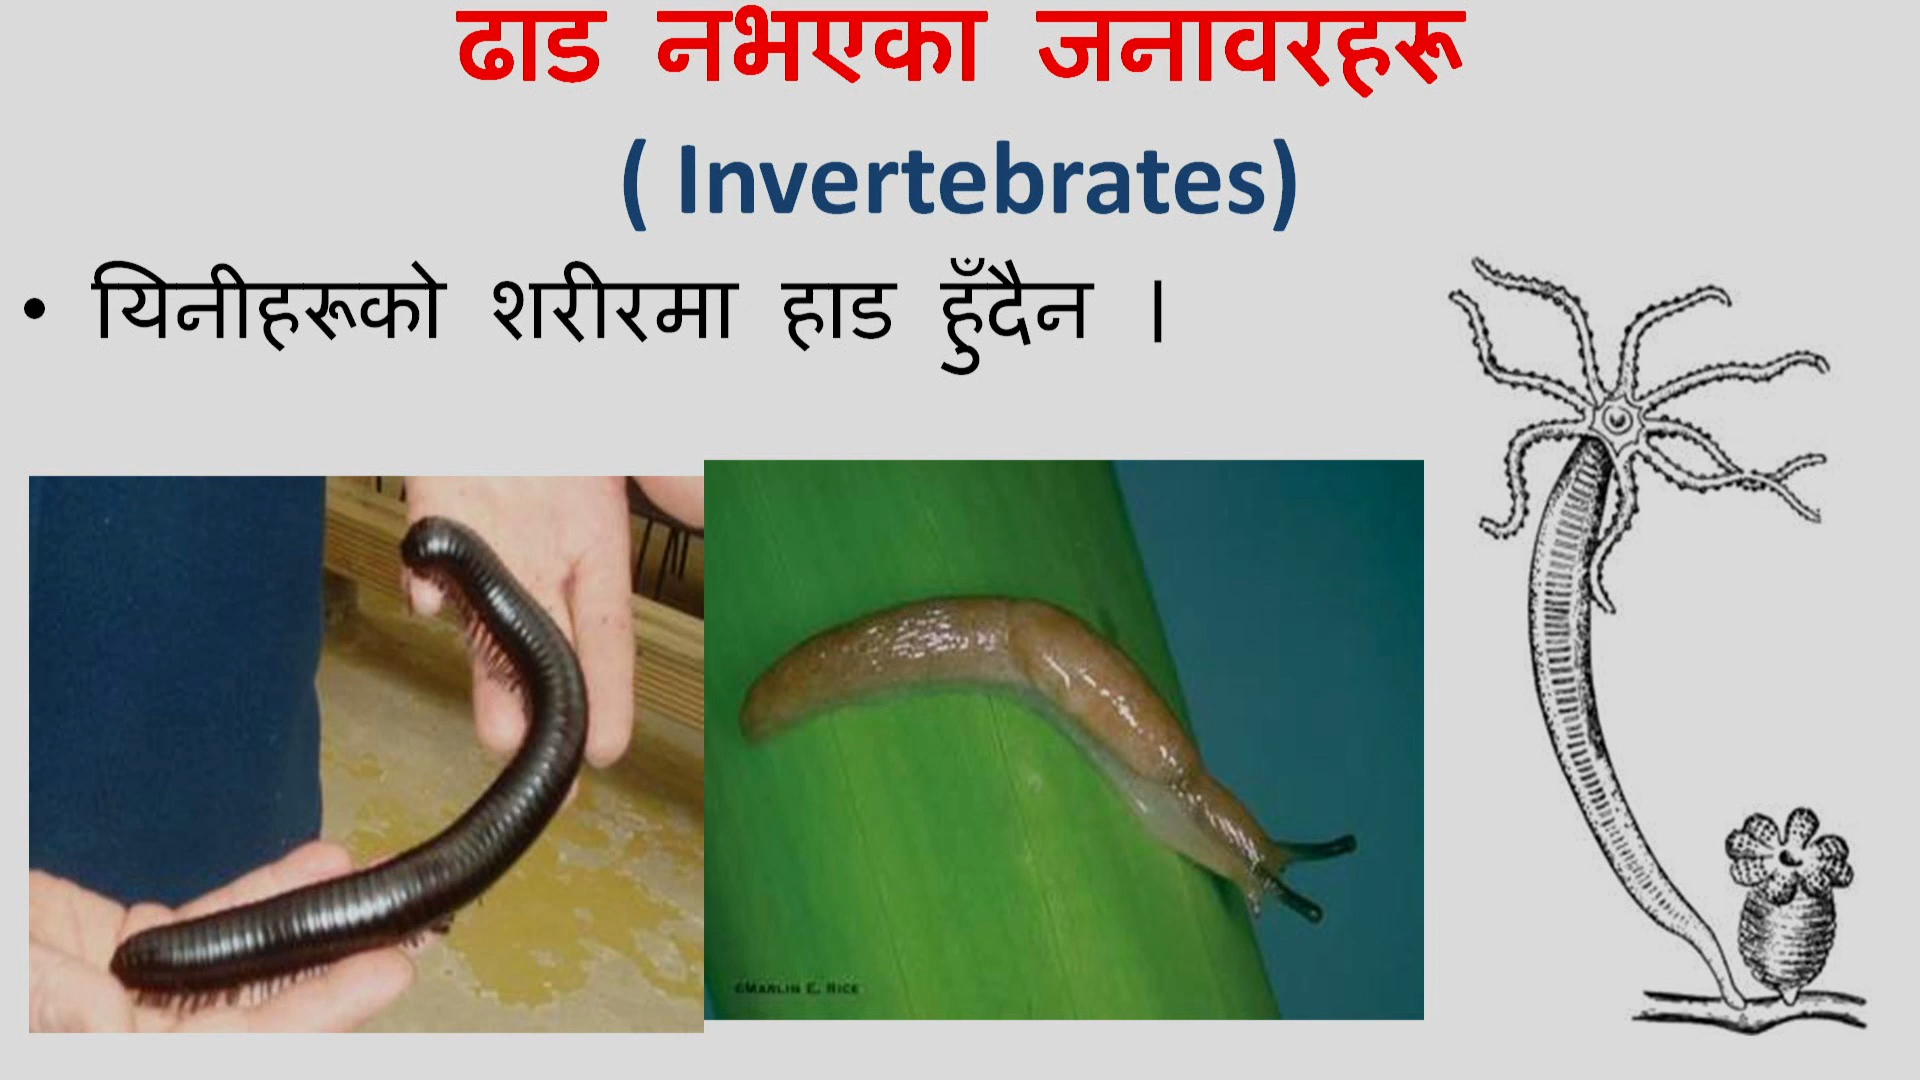 ढाड नभएका जनावरहरू
( Invertebrates)
• यिनीहरूको शरीरमा हाड हुँदैन ।
©MARLIN E. RICE